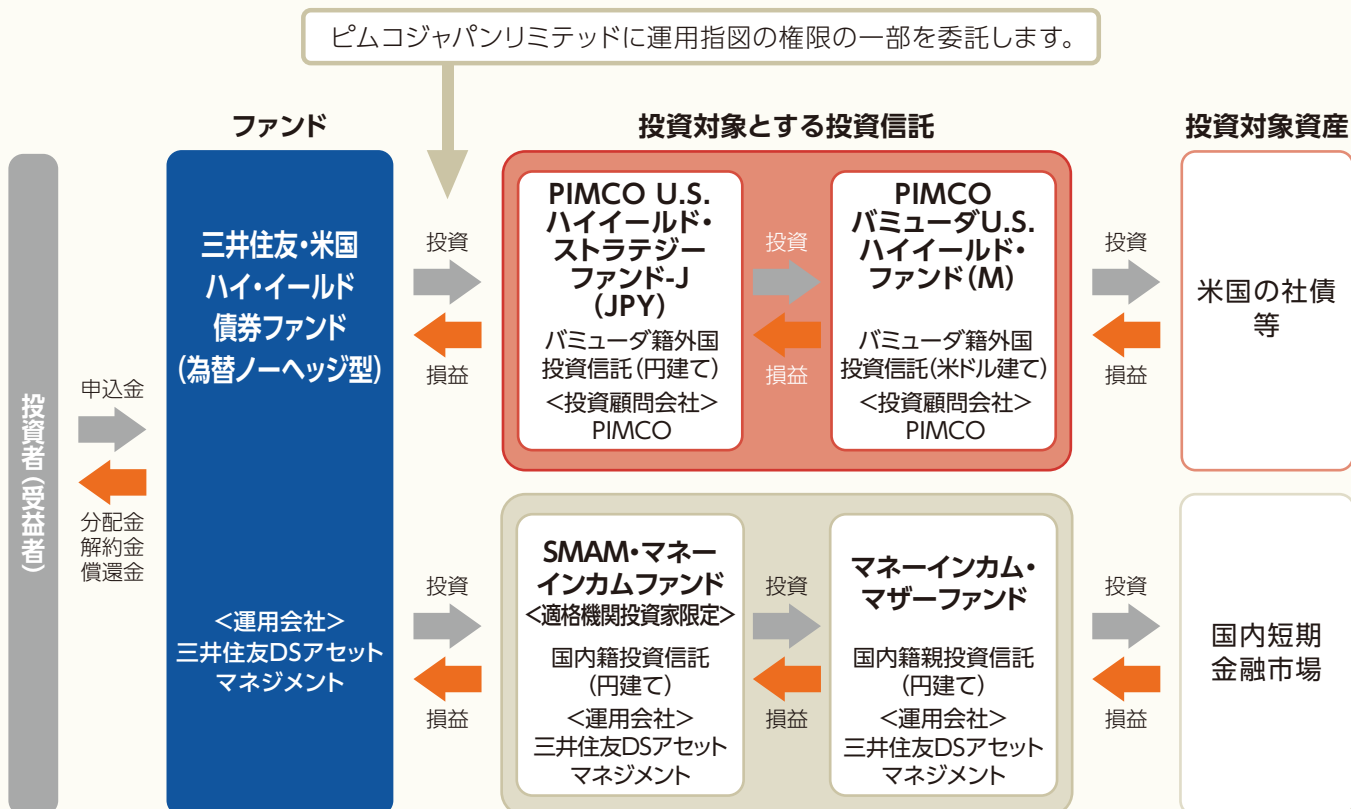 ピムコジャパンリミテッドに運用指図の権限の一部を委託します。
ファンド
投資対象とする投資信託
投資対象資産
投資者(受益者)
申込金
分配金
解約金
償還金
三井住友・米国
ハイ・イールド
債券ファンド
(為替ノーヘッジ型)
<運用会社>
三井住友DSアセット
マネジメント
投資
損益
PIMCO U.S.
ハイイールド・
ストラテジー
ファンド-J
(JPY)
バミューダ籍外国
投資信託(円建て)
<投資顧問会社>
PIMCO
投資
損益
PIMCO
バミューダU.S.
ハイイールド・
ファンド(M)
バミューダ籍外国
投資信託(米ドル建て)
<投資顧問会社>
PIMCO
投資
損益
米国の社債
等
投資
損益
SMAM・マネー
インカムファンド
<適格機関投資家限定>
国内籍投資信託
(円建て)
<運用会社>
三井住友DSアセット
マネジメント
投資
損益
マネーインカム・
マザーファンド
国内籍親投資信託
(円建て)
<運用会社>
三井住友DSアセット
マネジメント
投資
損益
国内短期
金融市場